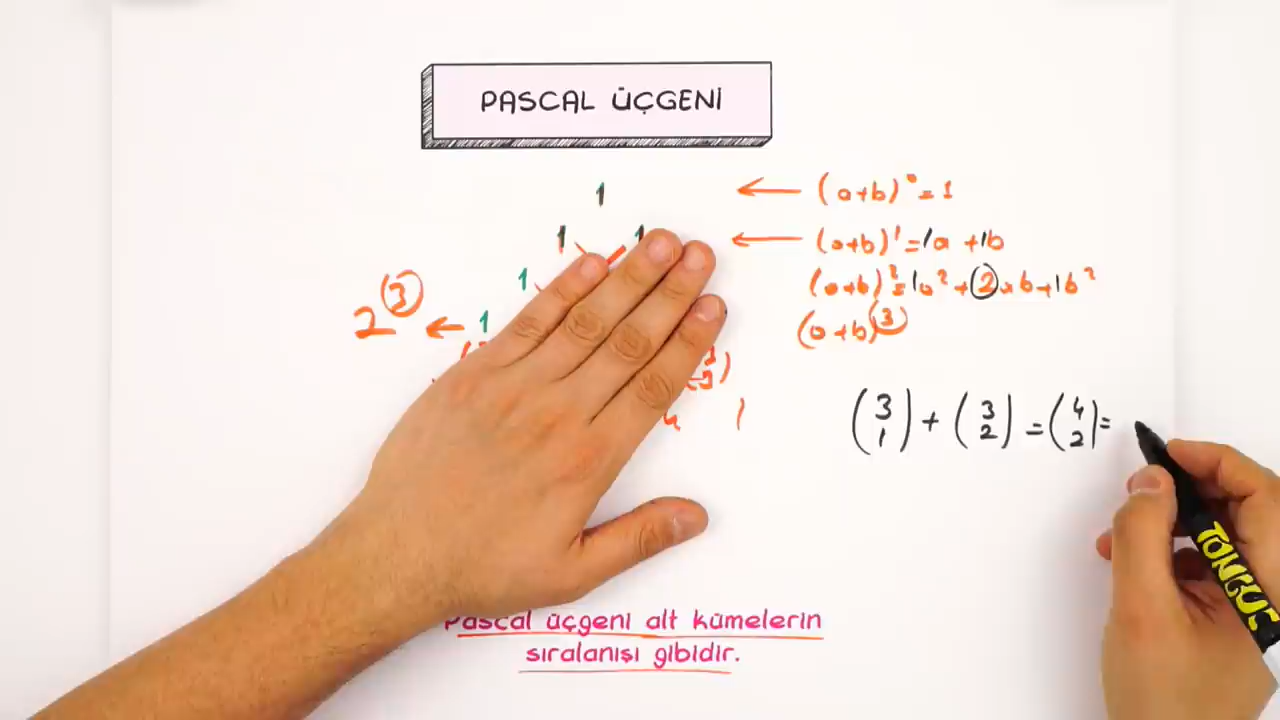 PASCAL ÜÇGENİ
1
← (a+b)⁰=1
1 1
← (a+b)¹=1a+1b
1
(a+b)²=1a²+2ab+1b²
2³ ← 1
(a+b)³
(3 1) + (3 2) = (4 2) =
Pascal üçgeni alt kümelerin
sıralanışı gibidir.
TONGUÇ